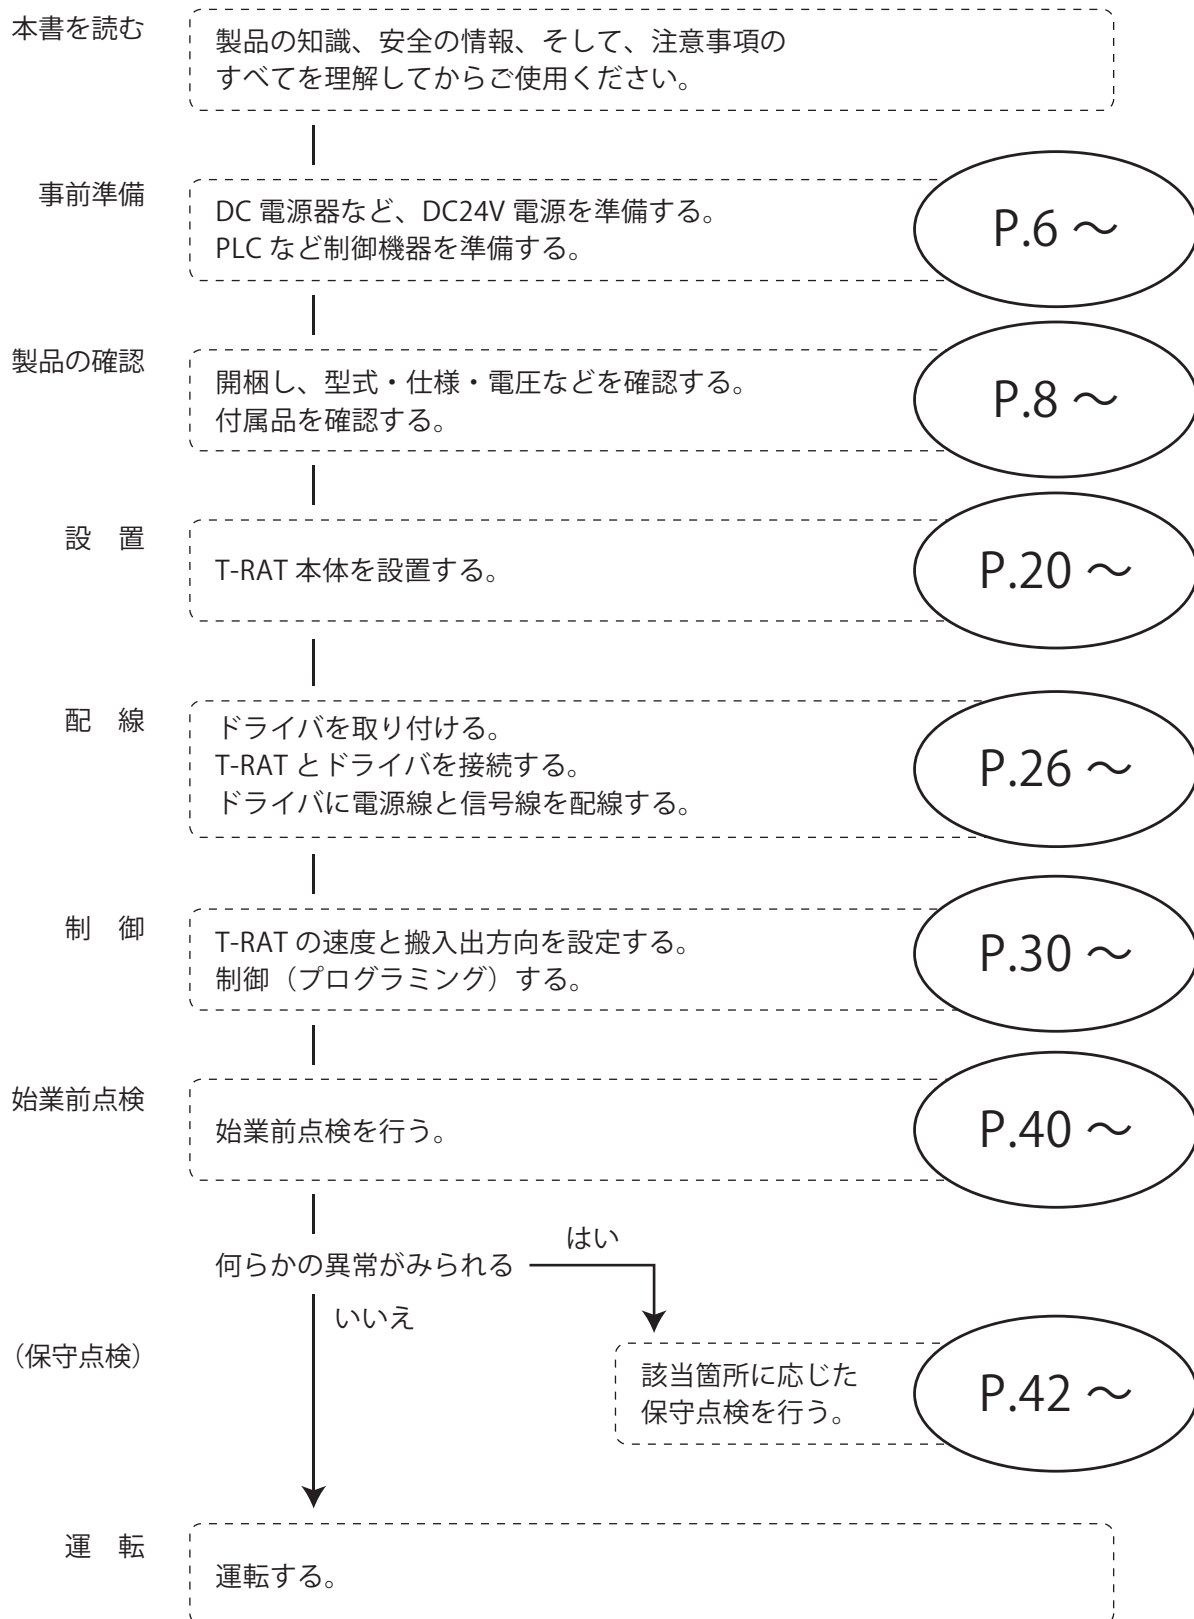 本書を読む
製品の知識、安全の情報、そして、注意事項の
すべてを理解してからご使用ください。
事前準備
DC 電源器など、DC24V 電源を準備する。
PLC など制御機器を準備する。
P.6 ～
製品の確認
開梱し、型式・仕様・電圧などを確認する。
付属品を確認する。
P.8 ～
設　置
T-RAT 本体を設置する。
P.20 ～
配　線
ドライバを取り付ける。
T-RAT とドライバを接続する。
ドライバに電源線と信号線を配線する。
P.26 ～
制　御
T-RAT の速度と搬入出方向を設定する。
制御（プログラミング）する。
P.30 ～
始業前点検
始業前点検を行う。
P.40 ～
何らかの異常がみられる
はい
いいえ
（保守点検）
該当箇所に応じた
保守点検を行う。
P.42 ～
運　転
運転する。